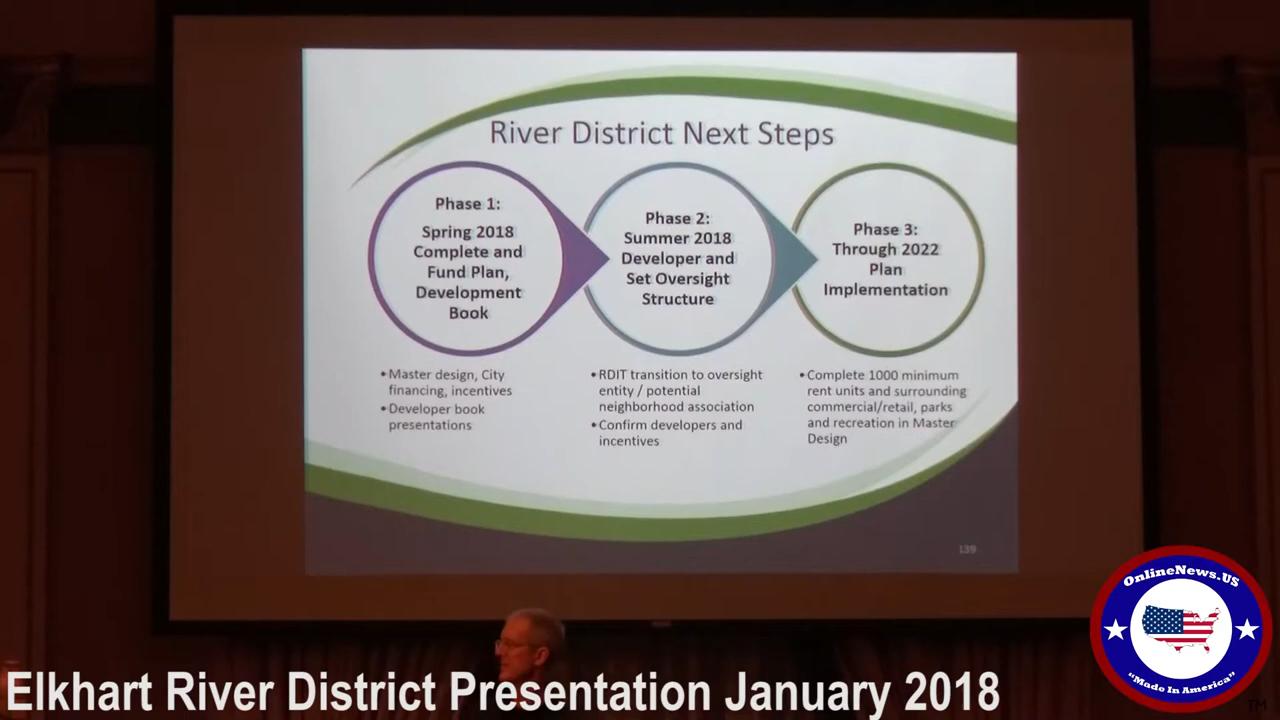 River District Next Steps
Phase 1:
Spring 2018
Complete and
Fund Plan,
Development
Book
Phase 2:
Summer 2018
Developer and
Set Oversight
Structure
Phase 3:
Through 2022
Plan
Implementation
•Master design, City
financing, incentives
•Developer book
presentations
•RDIT transition to oversight
entity / potential
neighborhood association
•Confirm developers and
incentives
•Complete 1000 minimum
rent units and surrounding
commercial/retail, parks
and recreation in Master
Design
139
OnlineNews.US
"Made In America"
TM
Elkhart River District Presentation January 2018